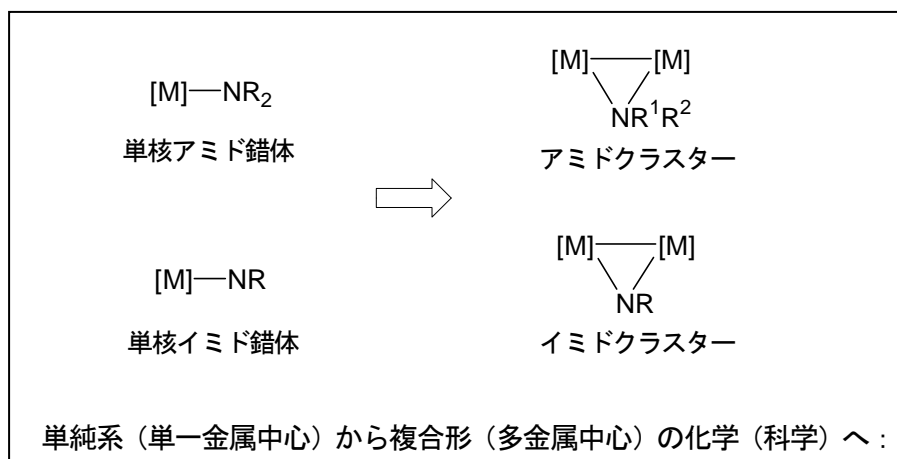 [M]—NR2
単核アミド錯体
[M]—[M]
NR1R2
アミドクラスター
[M]—NR
単核イミド錯体
[M]—[M]
NR
イミドクラスター
単純系（単一金属中心）から複合形（多金属中心）の化学（科学）へ：